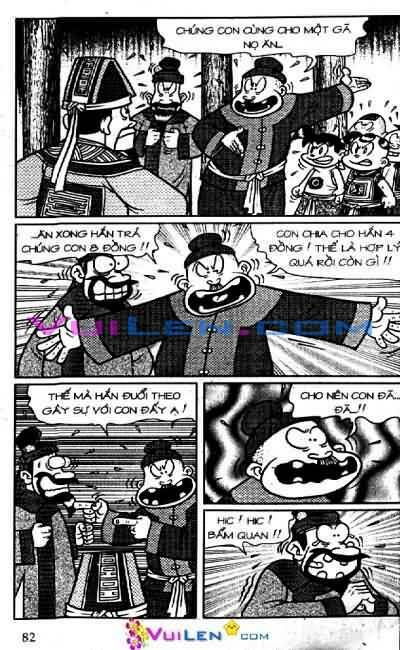 CHÚNG CON CÙNG CHO MỘT GÃ
NỌ ĂN...
...ĂN XONG HẮN TRẢ
CHÚNG CON 8 ĐỒNG !!
CON CHIA CHO HẮN 4
ĐỒNG ! THẾ LÀ HỢP LÝ
QUÁ RỒI CÒN GÌ !!
VUILEN.COM
THẾ MÀ HẮN ĐUỔI THEO
GÂY SỰ VỚI CON ĐẤY Ạ !
CHO NÊN CON ĐÃ...
ĐÃ...!!
HIC ! HIC !
BẨM QUAN ! !
82
VUILEN.COM